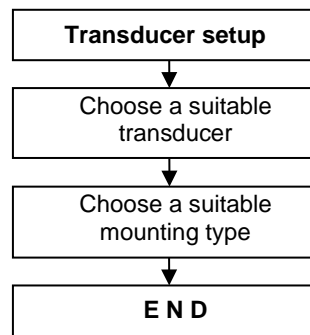 Transducer setup
Choose a suitable
transducer
Choose a suitable
mounting type
E N D